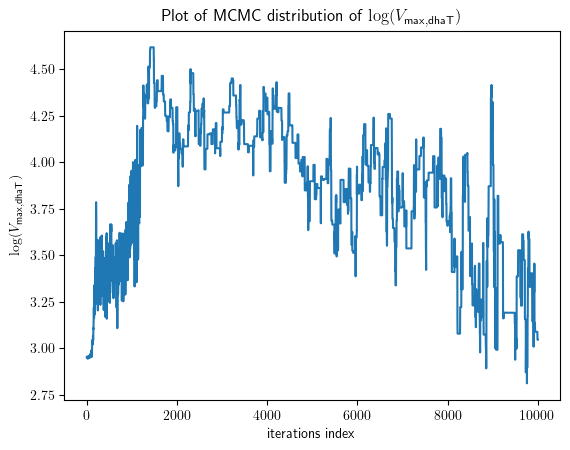 Plot of MCMC distribution of log(V_max,dhaT)
log(V_max,dhaT)
4.50
4.25
4.00
3.75
3.50
3.25
3.00
2.75
0 2000 4000 6000 8000 10000
iterations index